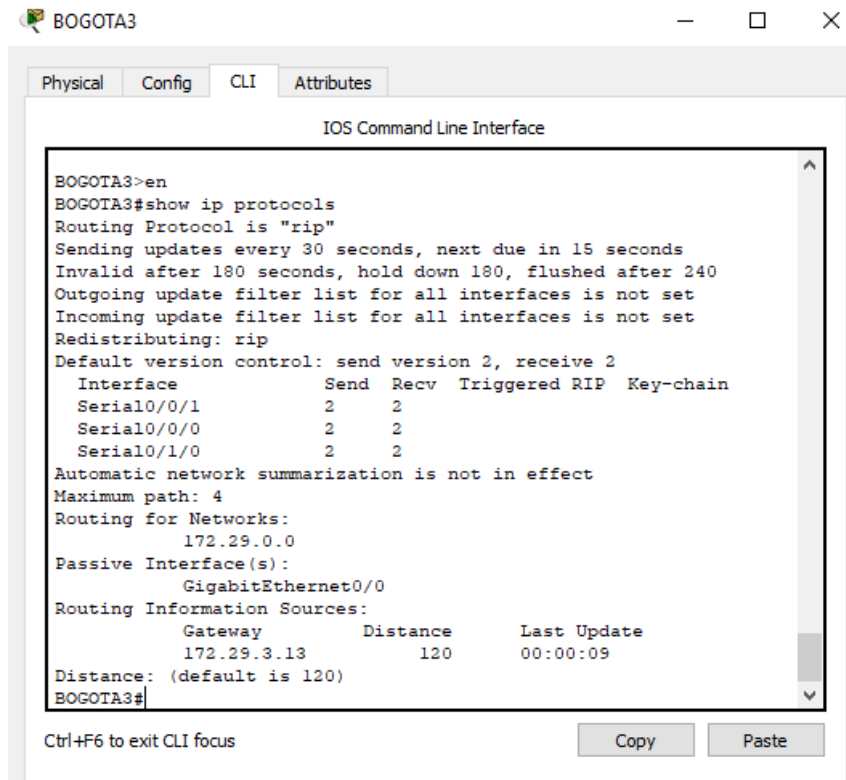 BOGOTA3
Physical Config CLI Attributes
IOS Command Line Interface
BOGOTA3>en
BOGOTA3#show ip protocols
Routing Protocol is "rip"
Sending updates every 30 seconds, next due in 15 seconds
Invalid after 180 seconds, hold down 180, flushed after 240
Outgoing update filter list for all interfaces is not set
Incoming update filter list for all interfaces is not set
Redistributing: rip
Default version control: send version 2, receive 2
Interface Send Recv Triggered RIP Key-chain
Serial0/0/1 2 2
Serial0/0/0 2 2
Serial0/1/0 2 2
Automatic network summarization is not in effect
Maximum path: 4
Routing for Networks:
172.29.0.0
Passive Interface(s):
GigabitEthernet0/0
Routing Information Sources:
Gateway Distance Last Update
172.29.3.13 120 00:00:09
Distance: (default is 120)
BOGOTA3#
Ctrl+F6 to exit CLI focus Copy Paste